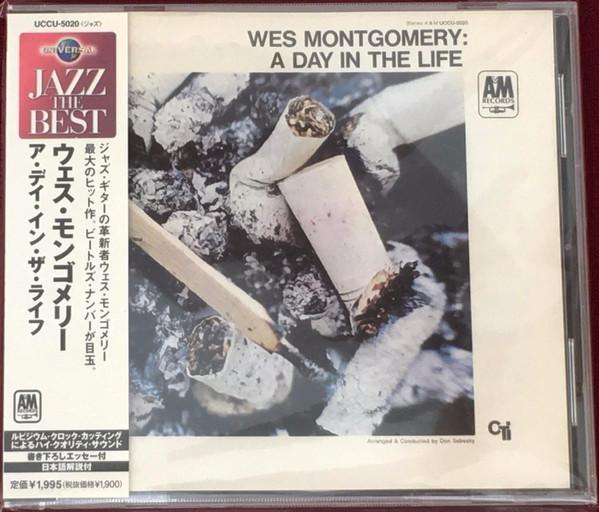 UCCU-5020 〈ジャズ〉
UNIVERSAL
JAZZ
THE
BEST
ジャズ・ギターの革新者ウェス・モンゴメリー
最大のヒット作。ビートルズ・ナンバーが目玉。
ウェス・モンゴメリー
ア・デイ・イン・ザ・ライフ
A&M
RECORDS
ルビジウム・クロック・カッティング
によるハイ・クオリティ・サウンド
書き下ろしエッセー付
日本語解説付
定価¥1,995(税抜価格¥1,900)
Stereo A&M UCCU-5020
WES MONTGOMERY:
A DAY IN THE LIFE
A&M
RECORDS
CTi
Arranged & Conducted by Don Sebesky